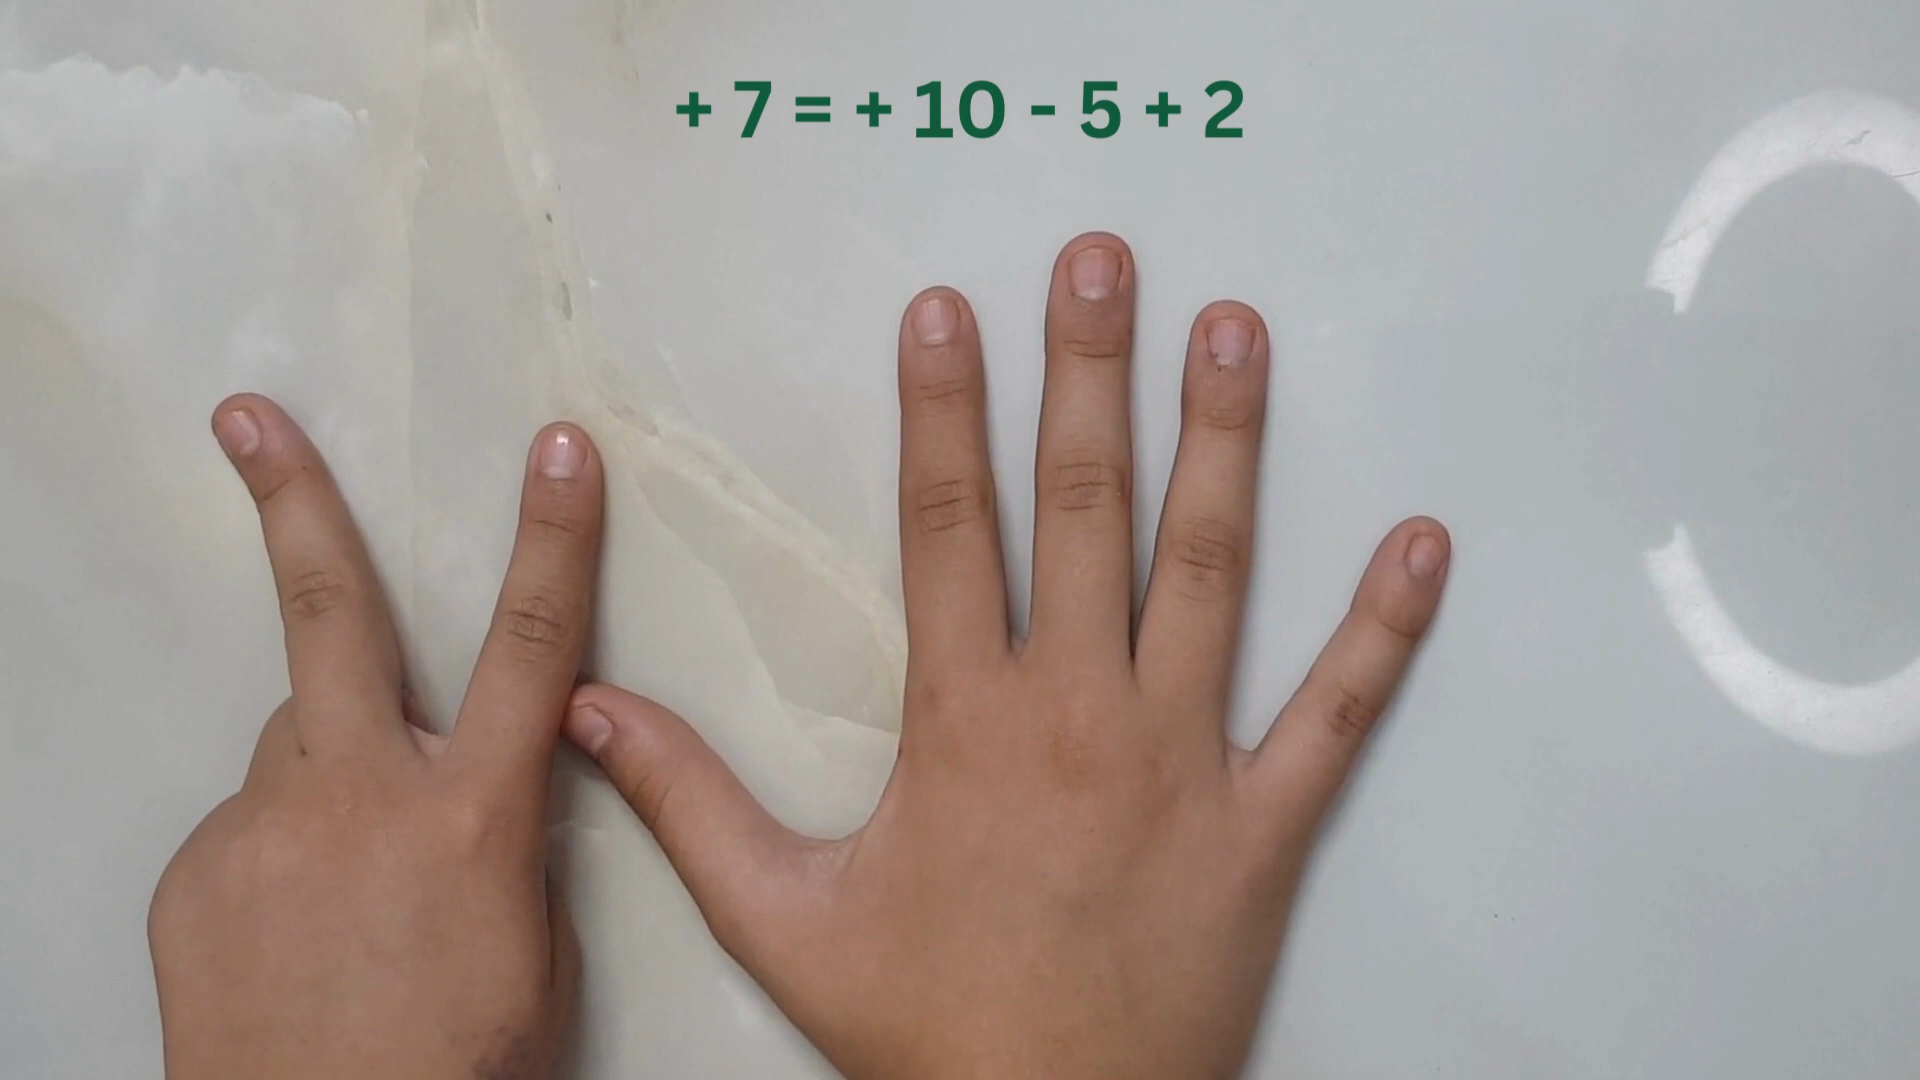 + 7 = + 10 - 5 + 2